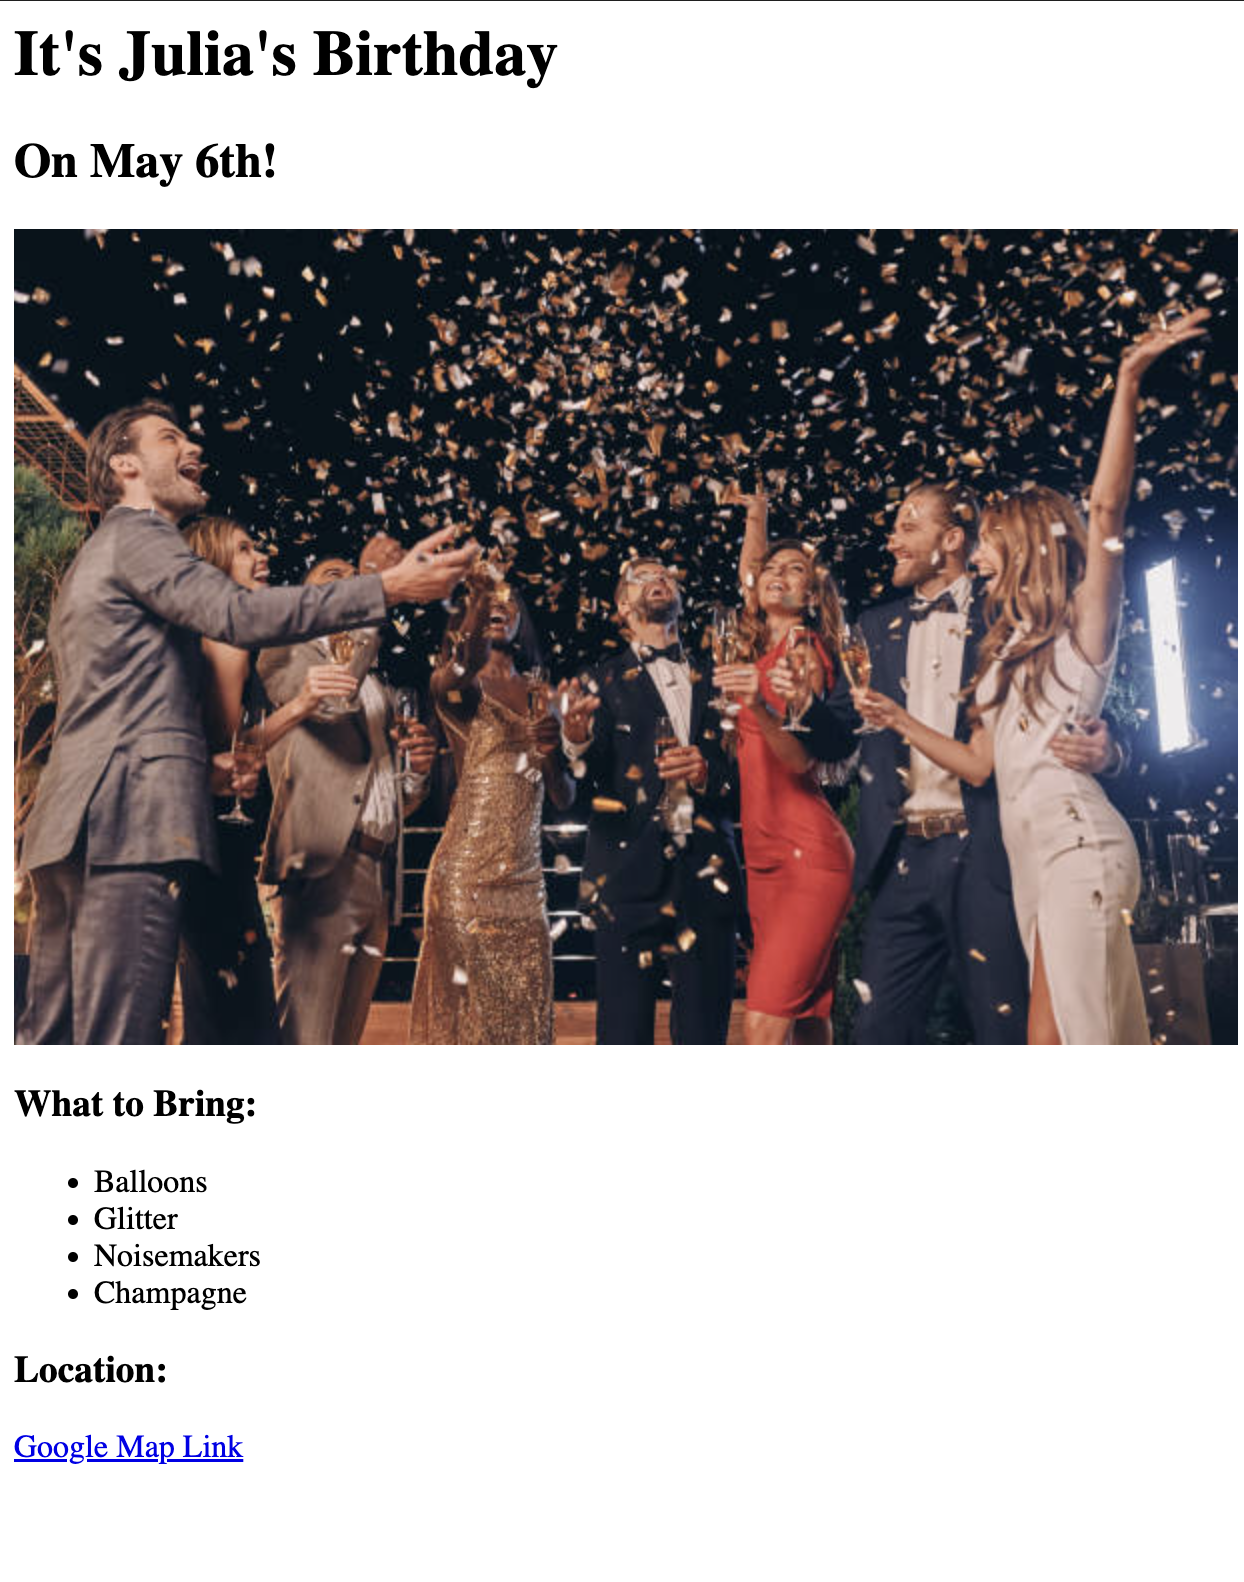 It's Julia's Birthday
On May 6th!
What to Bring:
Balloons
Glitter
Noisemakers
Champagne
Location:
Google Map Link